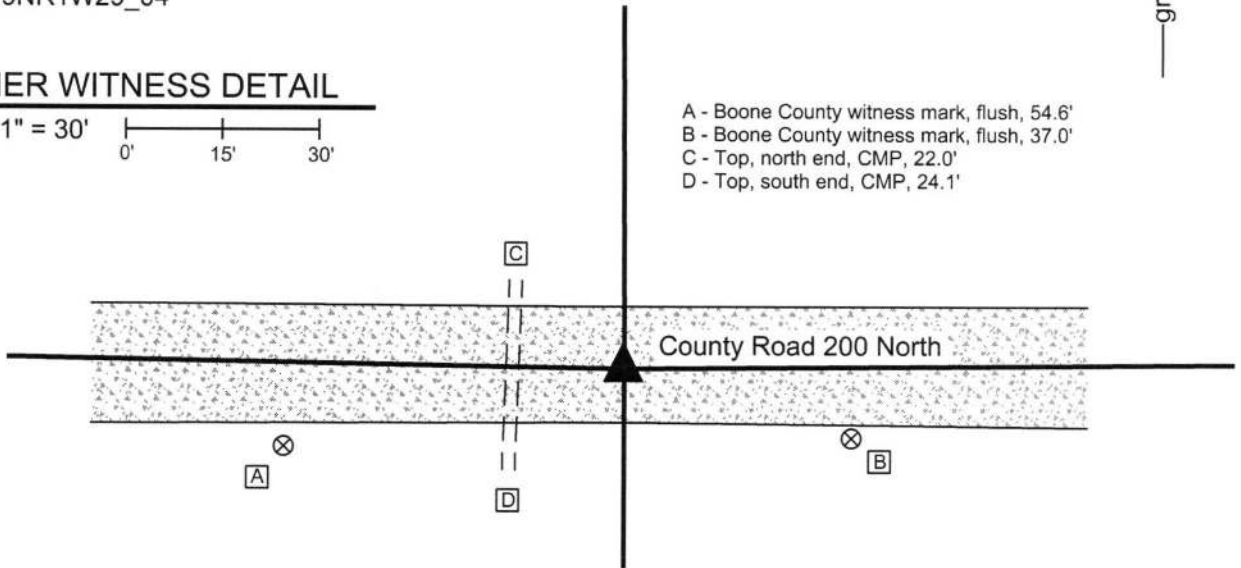 IER WITNESS DETAIL
1" = 30'
0' 15' 30'
A - Boone County witness mark, flush, 54.6'
B - Boone County witness mark, flush, 37.0'
C - Top, north end, CMP, 22.0'
D - Top, south end, CMP, 24.1'
C
County Road 200 North
A
B
D